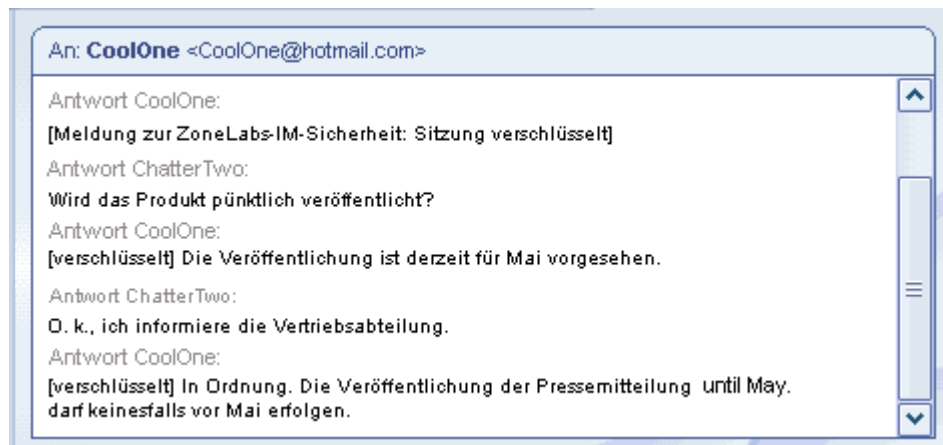 An: CoolOne <CoolOne@hotmail.com>
Antwort CoolOne:
[Meldung zur ZoneLabs-IM-Sicherheit: Sitzung verschlüsselt]
Antwort ChatterTwo:
Wird das Produkt pünktlich veröffentlicht?
Antwort CoolOne:
[verschlüsselt] Die Veröffentlichung ist derzeit für Mai vorgesehen.
Antwort ChatterTwo:
O. k., ich informiere die Vertriebsabteilung.
Antwort CoolOne:
[verschlüsselt] In Ordnung. Die Veröffentlichung der Pressemitteilung until May.
darf keinesfalls vor Mai erfolgen.